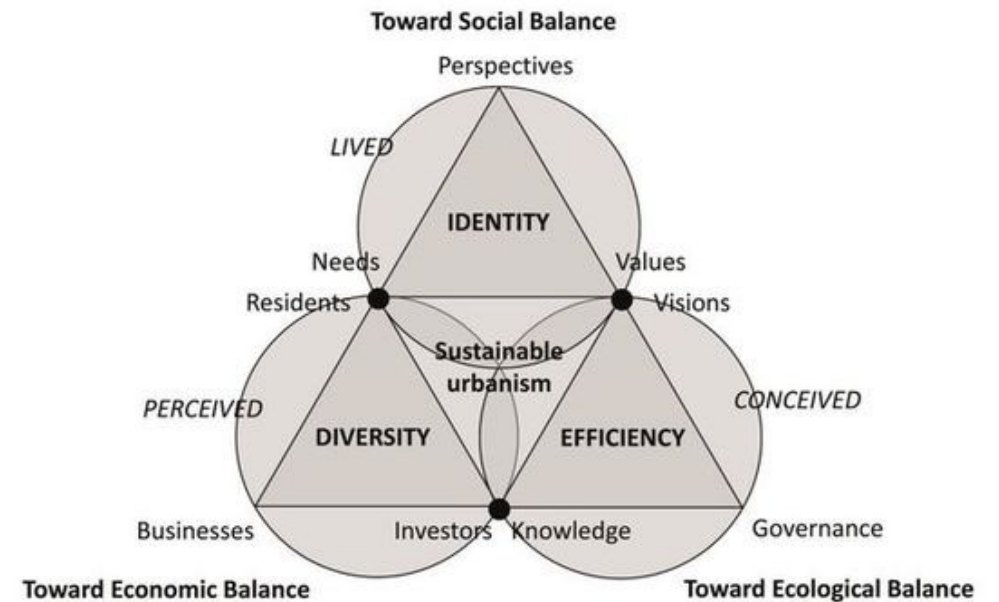 Toward Social Balance
Perspectives
LIVED
IDENTITY
Needs
Values
Residents
Visions
Sustainable
urbanism
PERCEIVED
CONCEIVED
DIVERSITY
EFFICIENCY
Businesses
Investors
Knowledge
Governance
Toward Economic Balance
Toward Ecological Balance